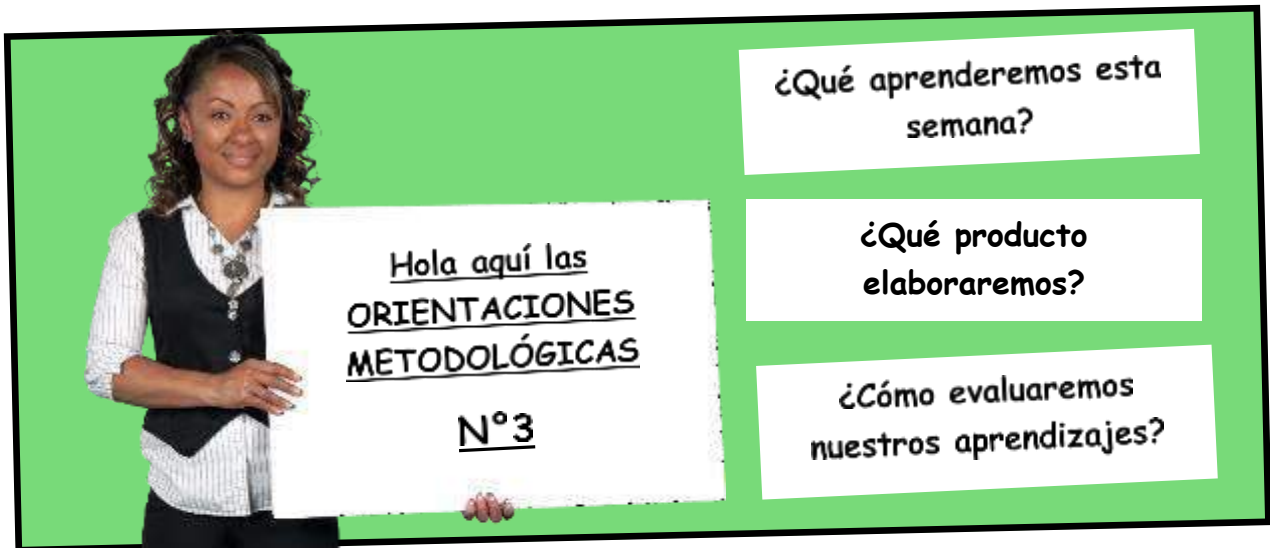 Hola aquí las
ORIENTACIONES
METODOLÓGICAS
N°3
¿Qué aprenderemos esta
semana?
¿Qué producto
elaboraremos?
¿Cómo evaluaremos
nuestros aprendizajes?